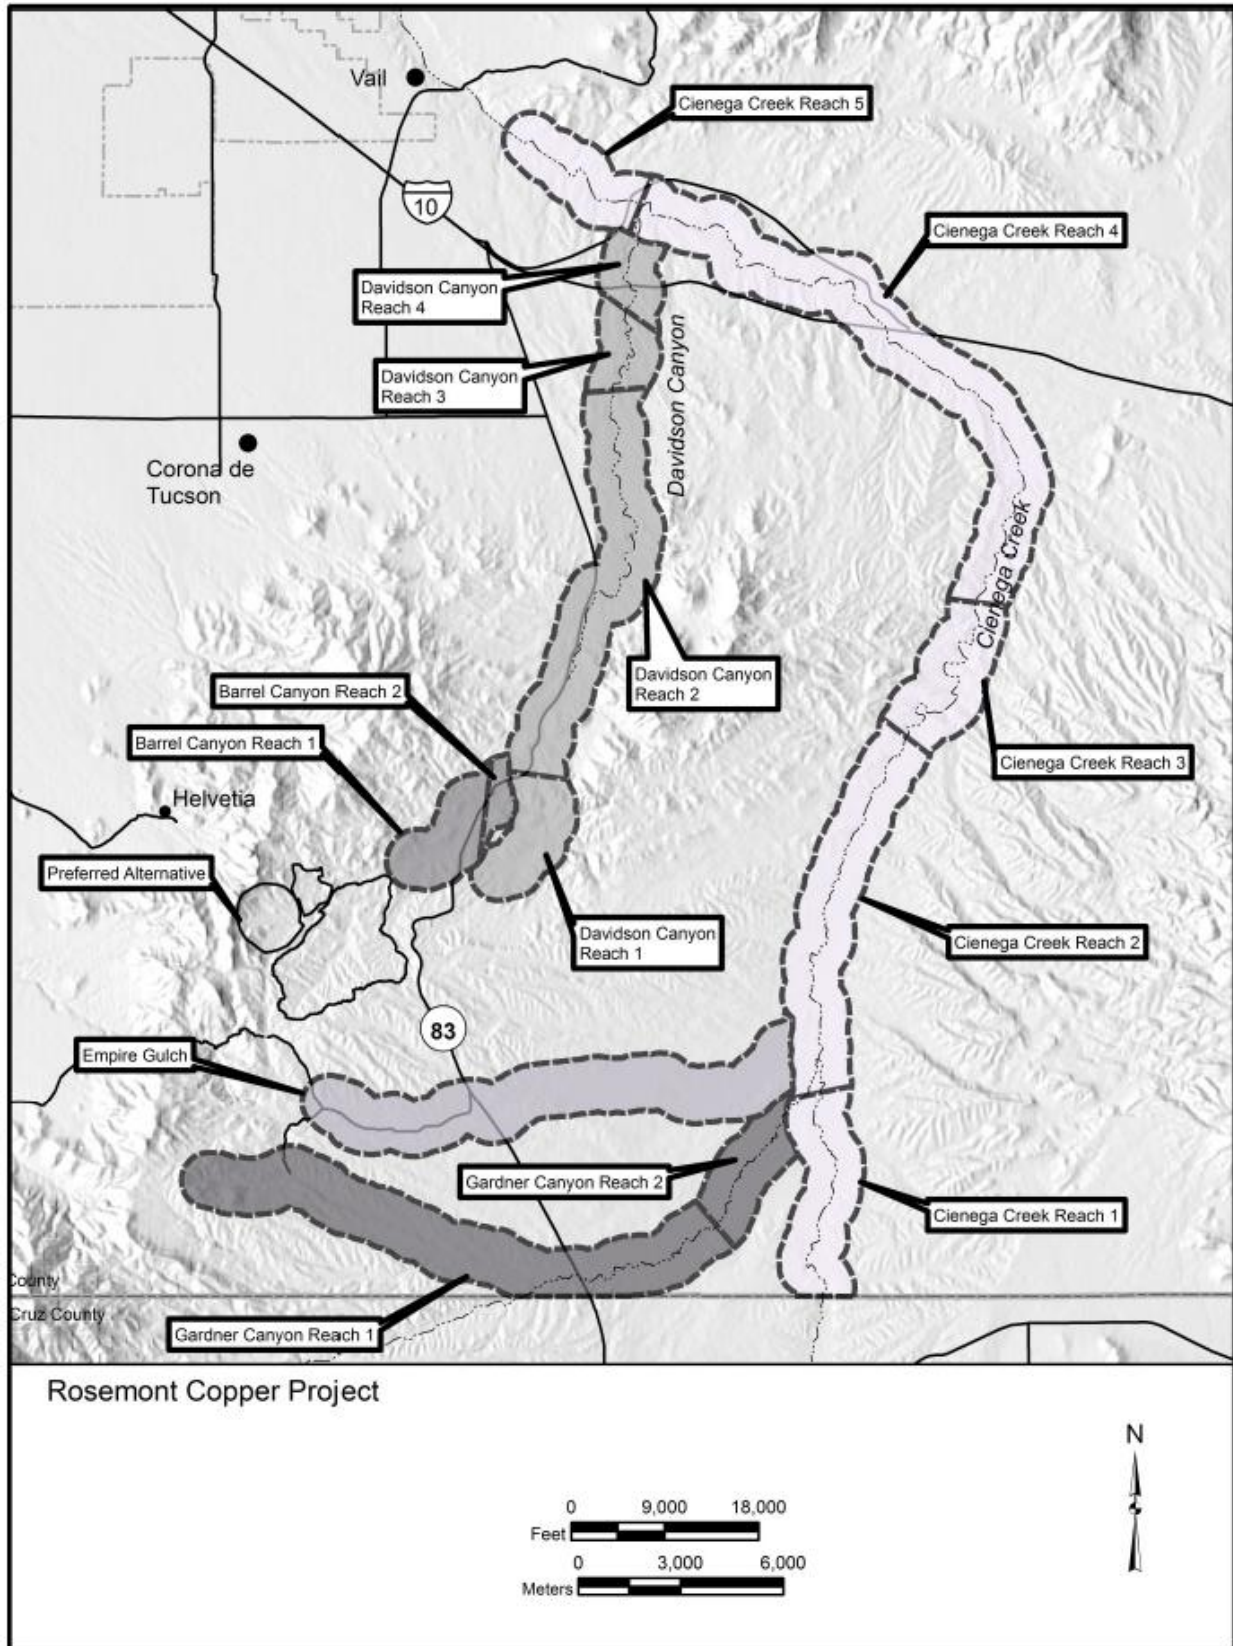 Vail
Cienega Creek Reach 5
10
Cienega Creek Reach 4
Davidson Canyon
Reach 4
Davidson Canyon
Reach 3
Davidson Canyon
Corona de
Tucson
Cienega Creek
Davidson Canyon
Reach 2
Barrel Canyon Reach 2
Barrel Canyon Reach 1
Cienega Creek Reach 3
Helvetia
Preferred Alternative
Davidson Canyon
Reach 1
Cienega Creek Reach 2
83
Empire Gulch
Gardner Canyon Reach 2
Cienega Creek Reach 1
County
Cruz County
Gardner Canyon Reach 1
Rosemont Copper Project
N
0 9,000 18,000
Feet
0 3,000 6,000
Meters